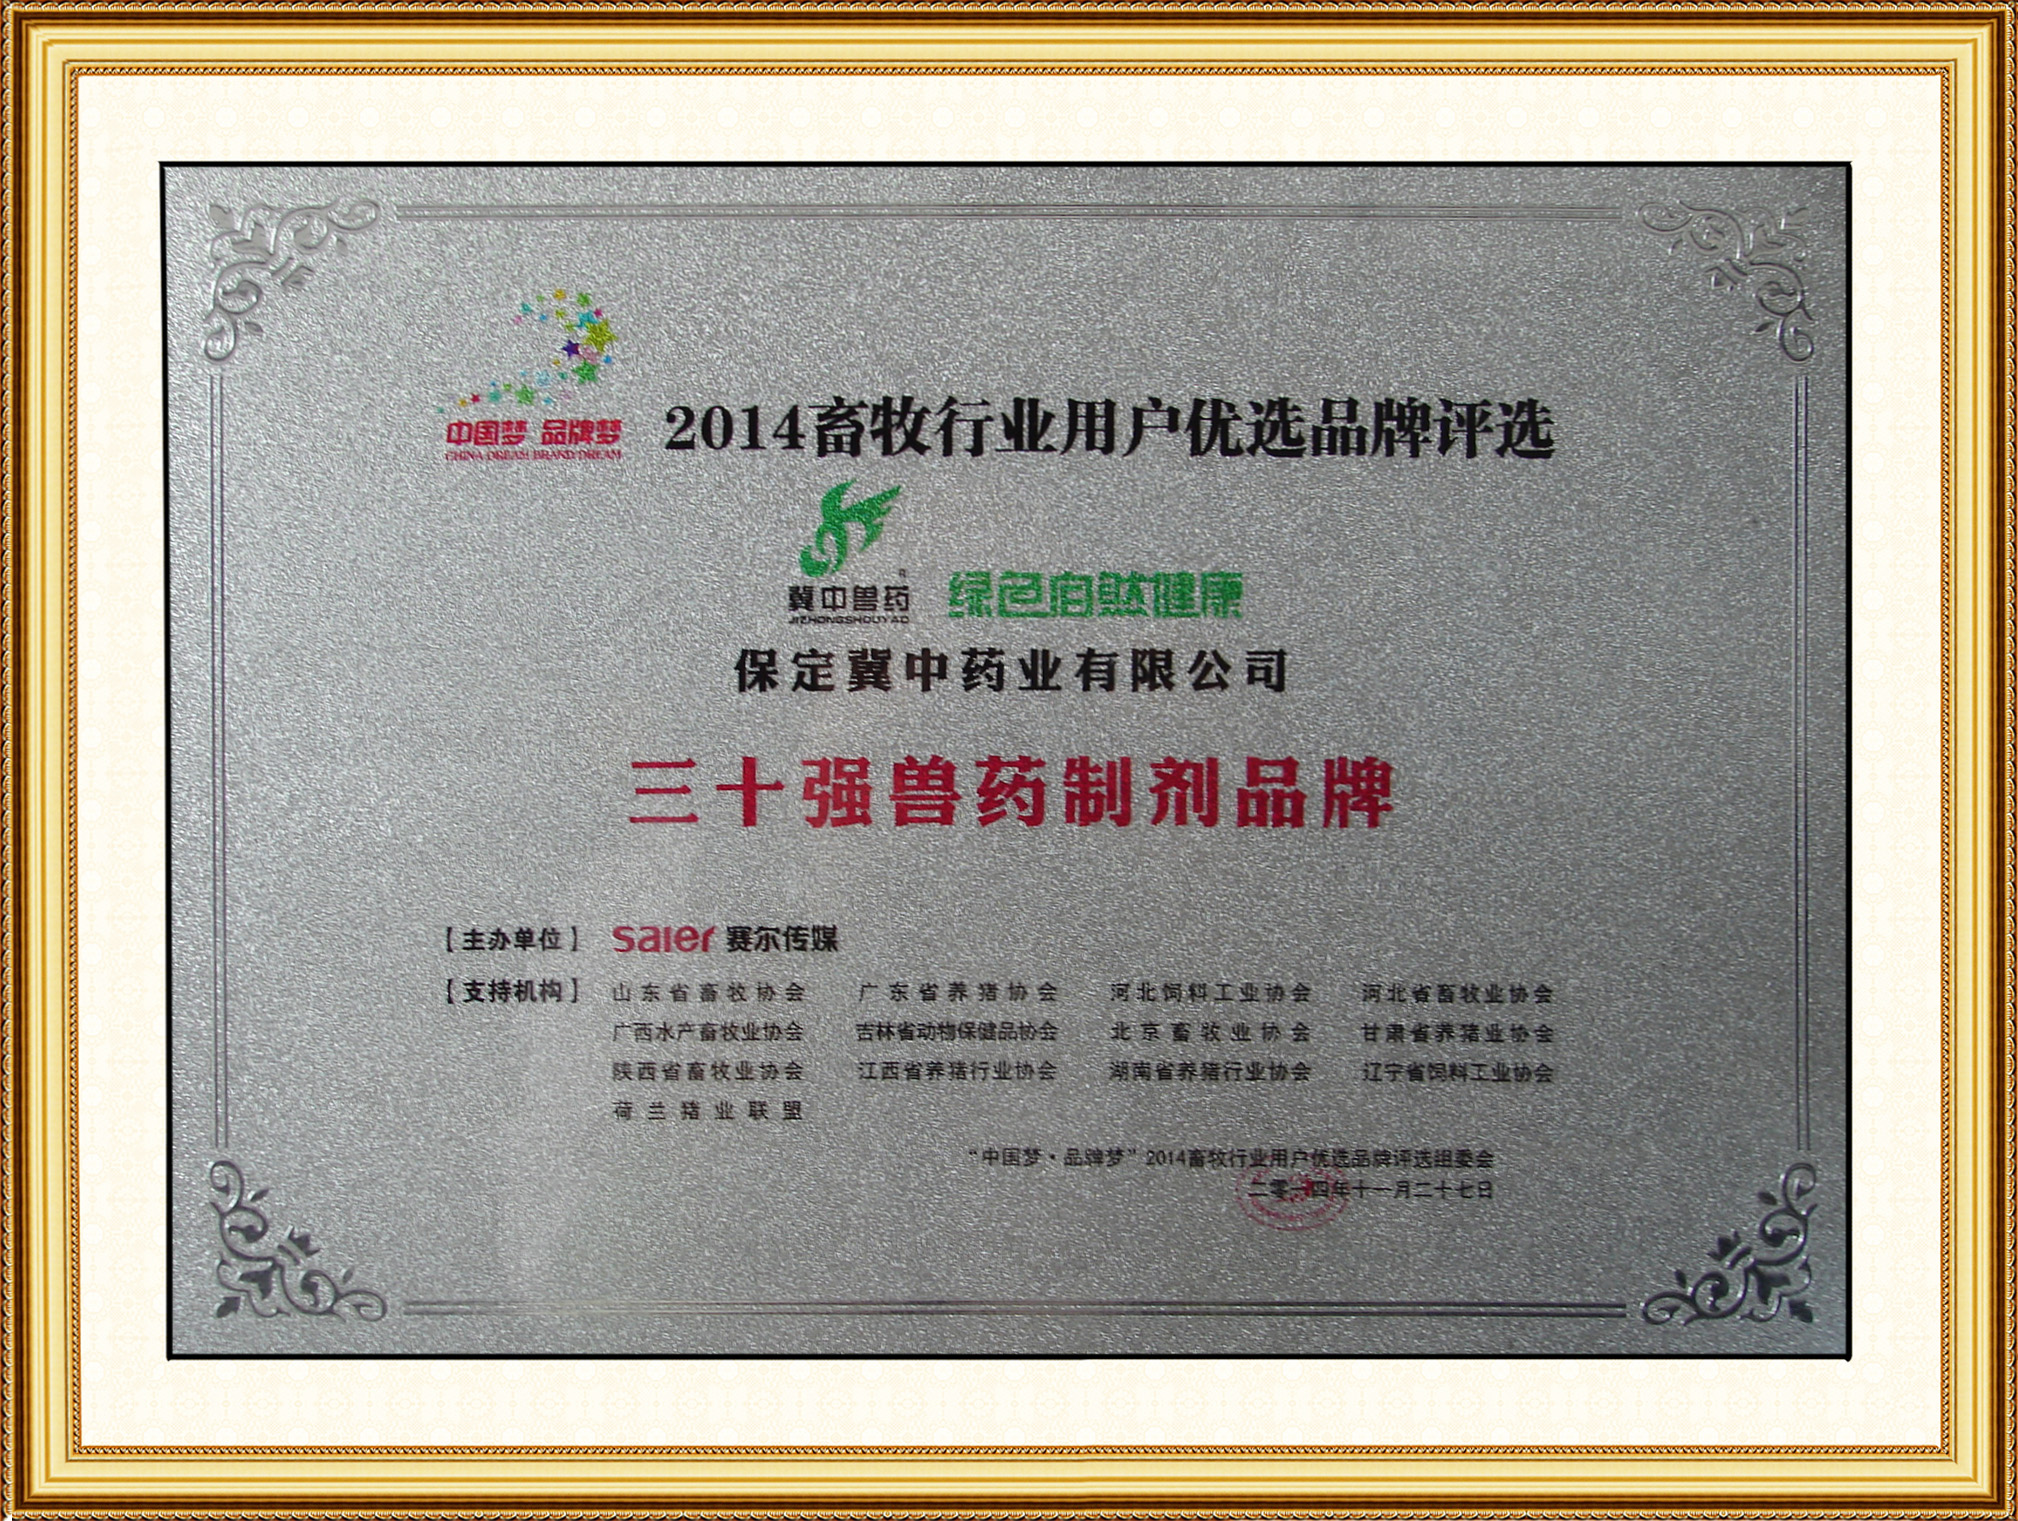 中国梦 品牌梦
CHINA DREAM BRAND DREAM
2014畜牧行业用户优选品牌评选
冀中兽药
JIZHONGSHOUYAO
绿色自然健康
保定冀中药业有限公司
三十强兽药制剂品牌
【主办单位】 saier 赛尔传媒
【支持机构】 山东省畜牧协会 广东省养猪协会 河北饲料工业协会 河北省畜牧业协会
广西水产畜牧业协会 吉林省动物保健品协会 北京畜牧业协会 甘肃省养猪业协会
陕西省畜牧业协会 江西省养猪行业协会 湖南省养猪行业协会 辽宁省饲料工业协会
荷兰猪业联盟
“中国梦·品牌梦”2014畜牧行业用户优选品牌评选组委会
二零一四年十一月二十七日